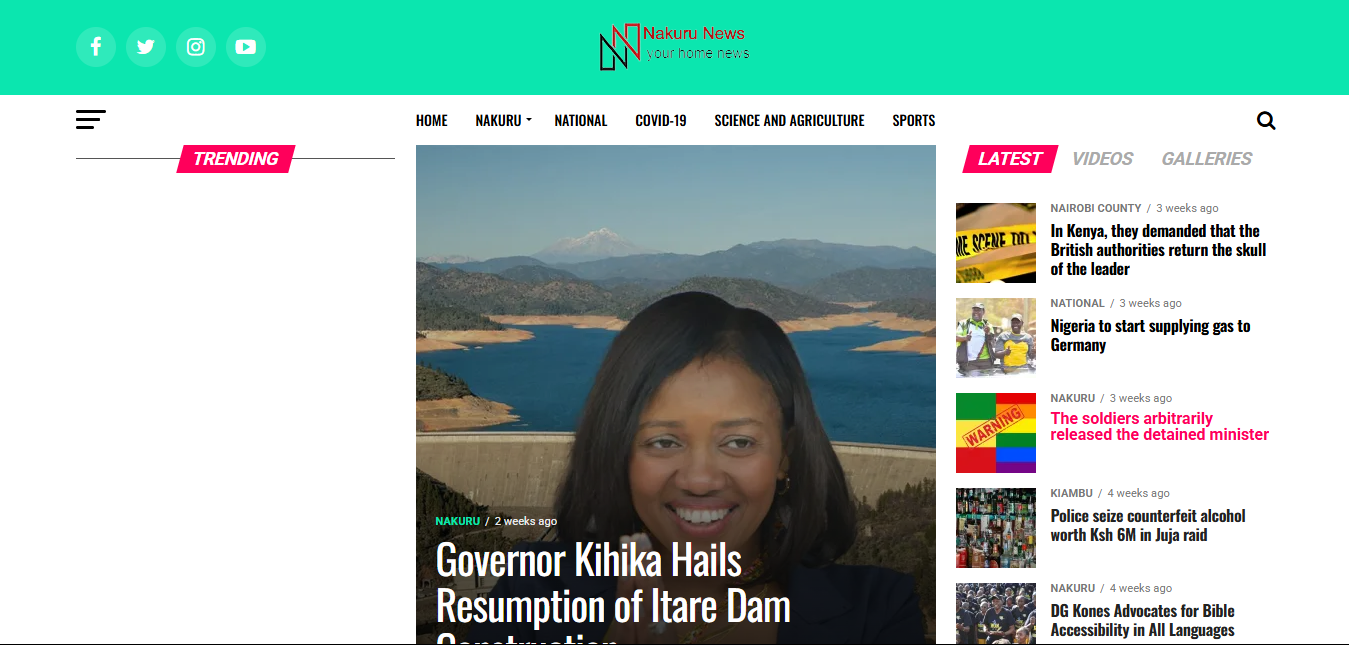 Nakuru News
your home news
HOME NAKURU NATIONAL COVID-19 SCIENCE AND AGRICULTURE SPORTS
TRENDING
NAKURU / 2 weeks ago
Governor Kihika Hails
Resumption of Itare Dam
Construction
LATEST VIDEOS GALLERIES
NAIROBI COUNTY / 3 weeks ago
In Kenya, they demanded that the
British authorities return the skull
of the leader
NATIONAL / 3 weeks ago
Nigeria to start supplying gas to
Germany
WARNING
NAKURU / 3 weeks ago
The soldiers arbitrarily
released the detained minister
KIAMBU / 4 weeks ago
Police seize counterfeit alcohol
worth Ksh 6M in Juja raid
NAKURU / 4 weeks ago
DG Kones Advocates for Bible
Accessibility in All Languages